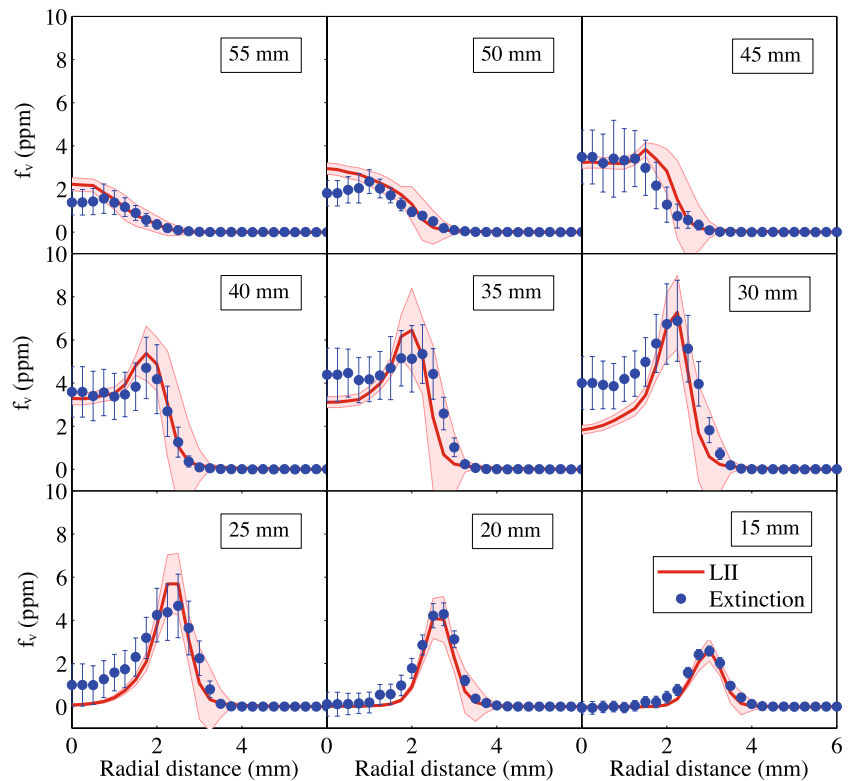 10
8
6
4
2
0
f_v (ppm)
55 mm
50 mm
45 mm
10
8
6
4
2
0
f_v (ppm)
40 mm
35 mm
30 mm
10
8
6
4
2
0
f_v (ppm)
25 mm
20 mm
15 mm
LII
Extinction
0 2 4 0 2 4 0 2 4 6
Radial distance (mm) Radial distance (mm) Radial distance (mm)